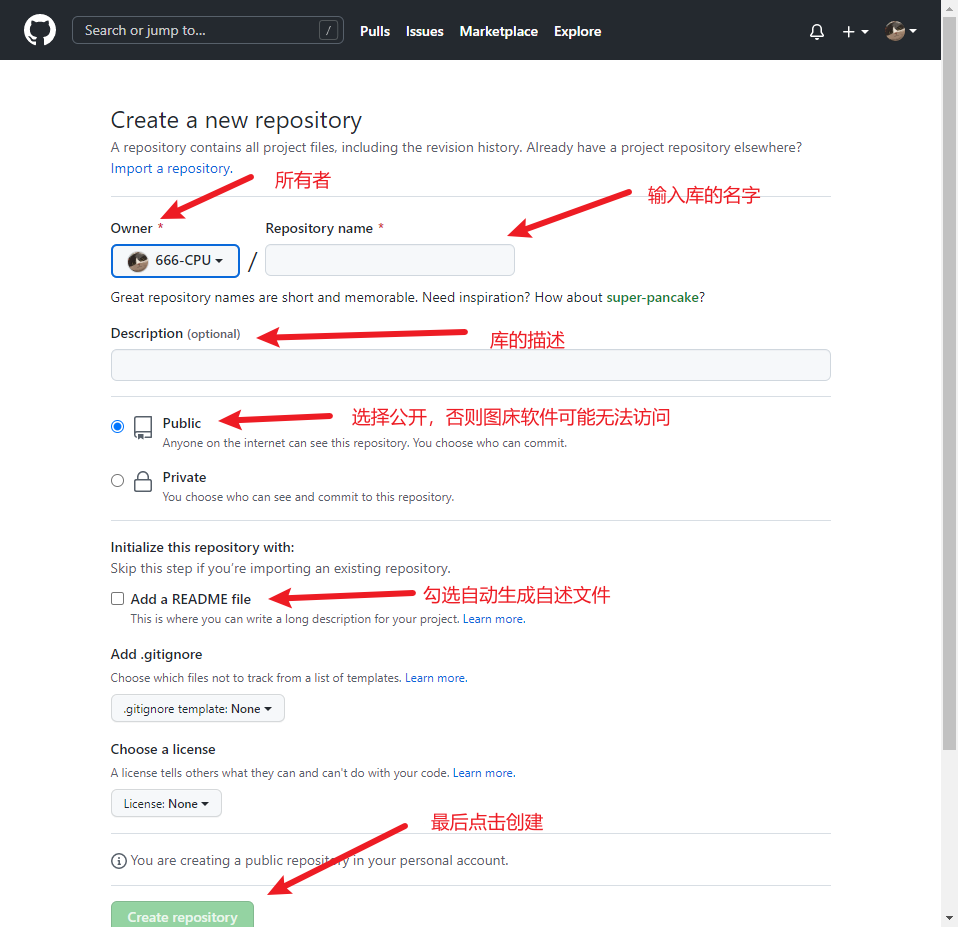 Search or jump to... /
Pulls Issues Marketplace Explore
Create a new repository
A repository contains all project files, including the revision history. Already have a project repository elsewhere?
Import a repository.
所有者
输入库的名字
Owner * Repository name *
666-CPU /
Great repository names are short and memorable. Need inspiration? How about super-pancake?
Description (optional)
库的描述
Public
选择公开，否则图床软件可能无法访问
Anyone on the internet can see this repository. You choose who can commit.
Private
You choose who can see and commit to this repository.
Initialize this repository with:
Skip this step if you're importing an existing repository.
Add a README file
勾选自动生成自述文件
This is where you can write a long description for your project. Learn more.
Add .gitignore
Choose which files not to track from a list of templates. Learn more.
.gitignore template: None
Choose a license
A license tells others what they can and can't do with your code. Learn more.
License: None
最后点击创建
You are creating a public repository in your personal account.
Create repository